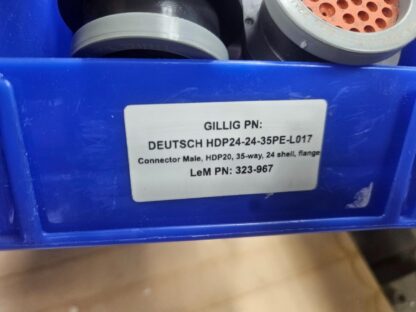 GILLIG PN:
DEUTSCH HDP24-24-35PE-L017
Connector Male, HDP20, 35-way, 24 shell, flange
LeM PN: 323-967